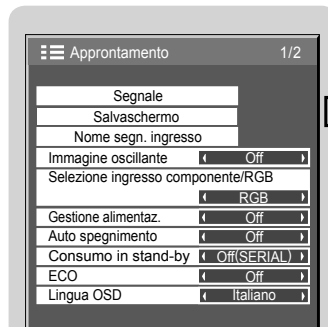 Approntamento 1/2
Segnale
Salvaschermo
Nome segn. ingresso
Immagine oscillante Off
Selezione ingresso componente/RGB
RGB
Gestione alimentaz. Off
Auto spegnimento Off
Consumo in stand-by Off(SERIAL)
ECO Off
Lingua OSD Italiano